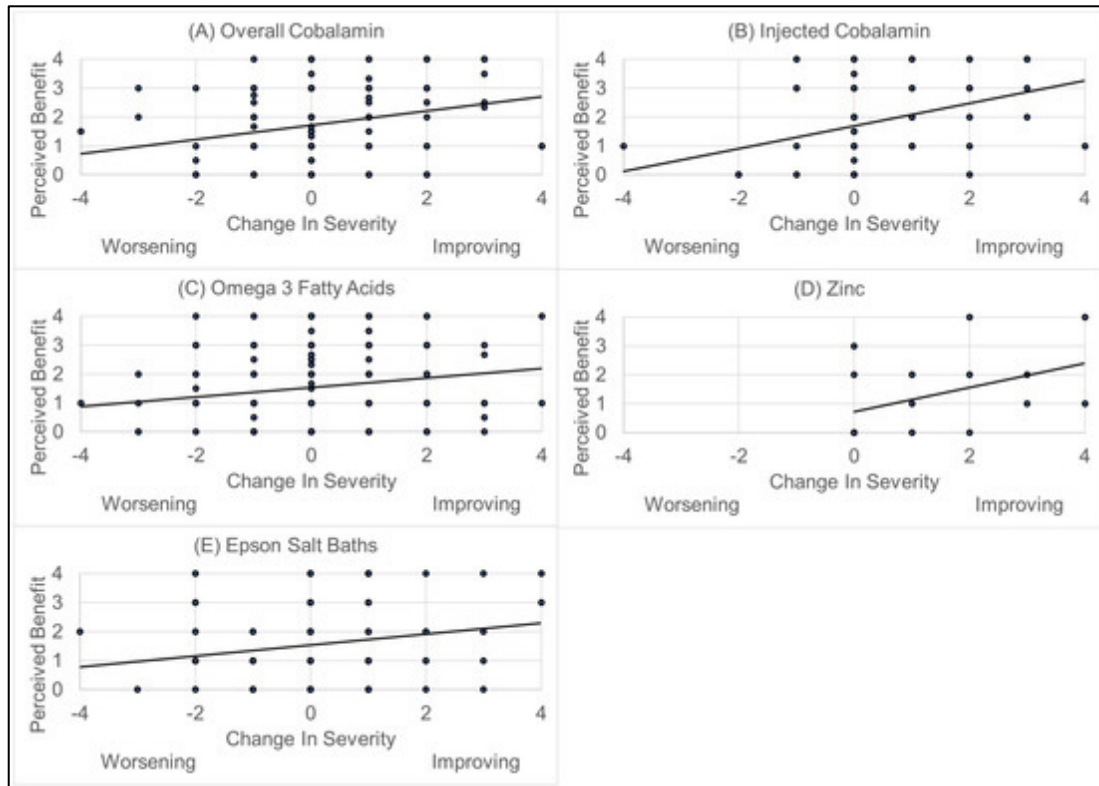 (A) Overall Cobalamin
Perceived Benefit
4
3
2
1
0
-4 -2 0 2 4
Change In Severity
Worsening Improving
(B) Injected Cobalamin
Perceived Benefit
4
3
2
1
0
-4 -2 0 2 4
Change In Severity
Worsening Improving
(C) Omega 3 Fatty Acids
Perceived Benefit
4
3
2
1
0
-4 -2 0 2 4
Change In Severity
Worsening Improving
(D) Zinc
Perceived Benefit
4
3
2
1
0
-4 -2 0 2 4
Change In Severity
Worsening Improving
(E) Epson Salt Baths
Perceived Benefit
4
3
2
1
0
-4 -2 0 2 4
Change In Severity
Worsening Improving